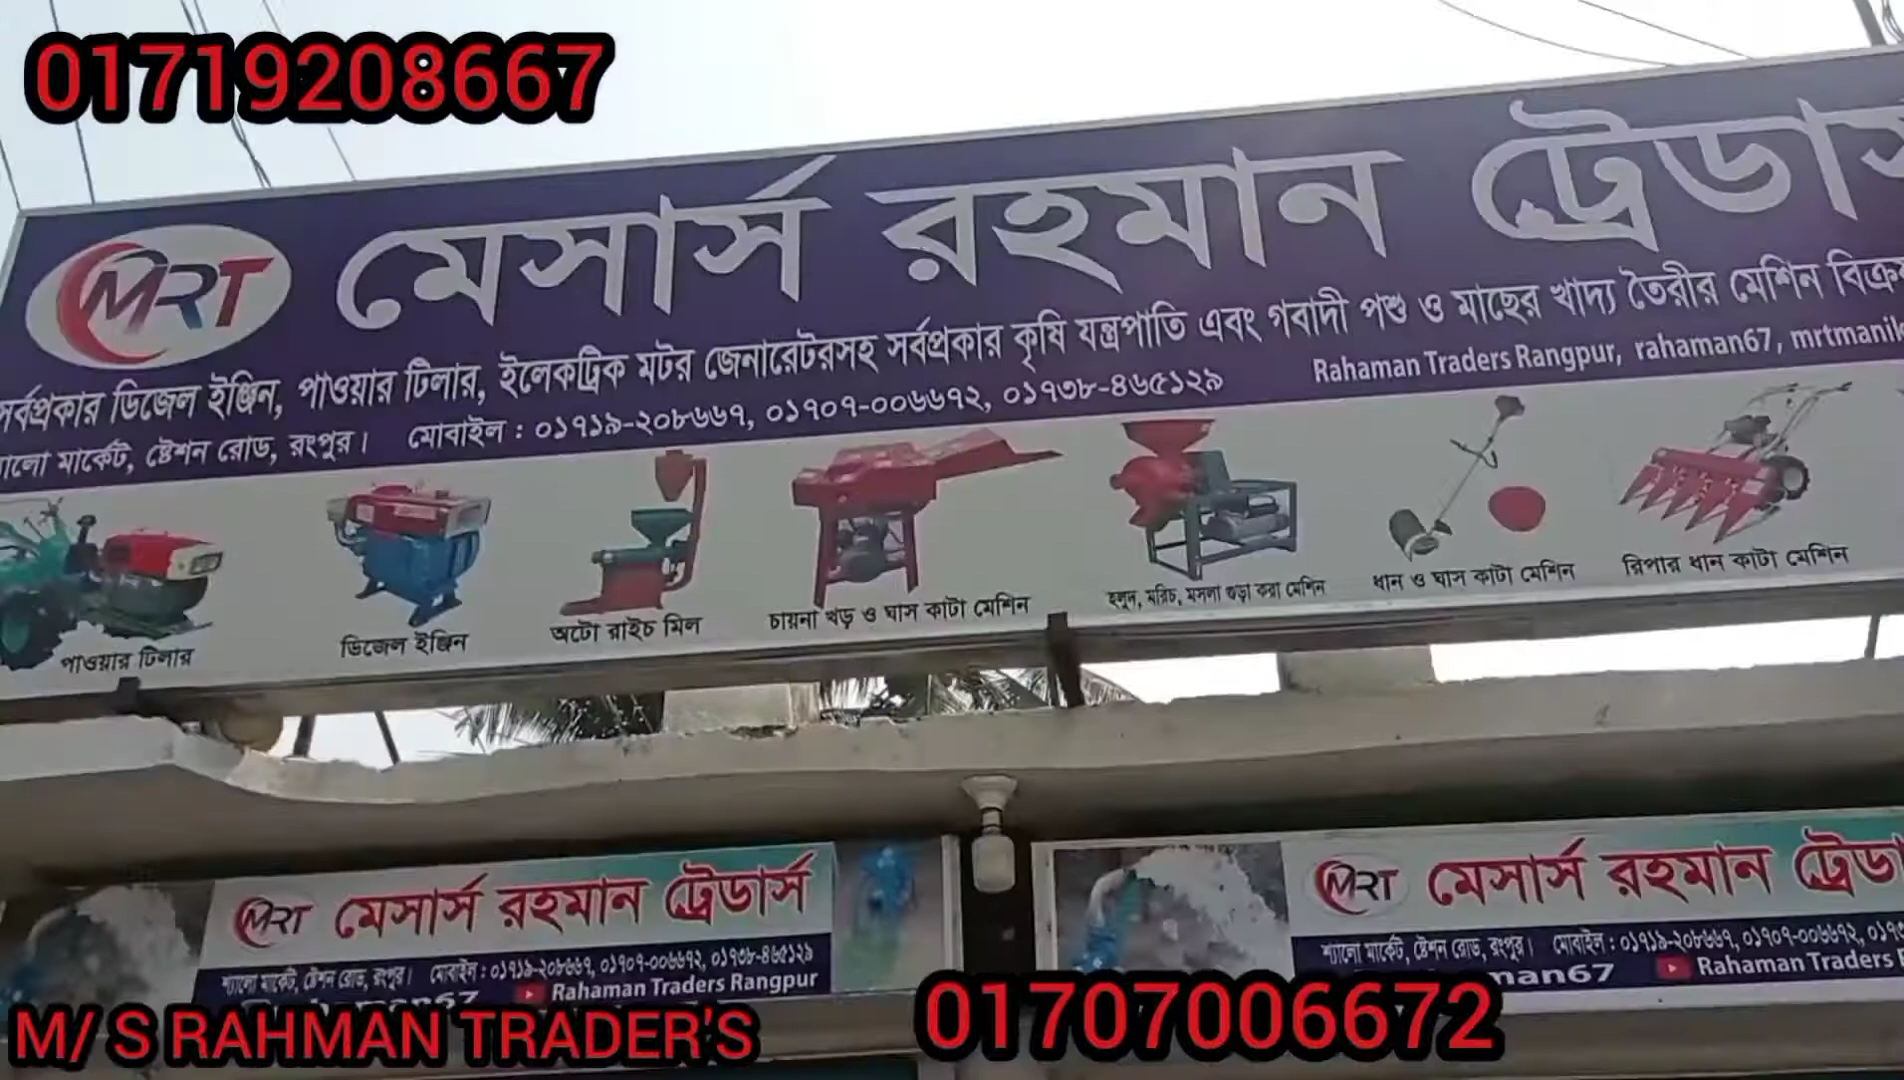 01719208667
MRT মেসার্স রহমান ট্রেডার্স
সর্বপ্রকার ডিজেল ইঞ্জিন, পাওয়ার টিলার, ইলেকট্রিক মটর জেনারেটরসহ সর্বপ্রকার কৃষি যন্ত্রপাতি এবং গবাদী পশু ও মাছের খাদ্য তৈরীর মেশিন
মার্কেট, ষ্টেশন রোড, রংপুর। মোবাইল : ০১৭১৯-২০৮৬৬৭, ০১৭০৭-০০৬৬৭২, ০১৭৩৮-৪৬৫১২৯ Rahaman Traders Rangpur, rahaman67,
পাওয়ার টিলার
ডিজেল ইঞ্জিন
অটো রাইচ মিল
চায়না খড় ও ঘাস কাটা মেশিন
হলুদ, মরিচ, মসলা গুড়া করা মেশিন
ধান ও ঘাস কাটা মেশিন
রিপার ধান কাটা মেশিন
MRT মেসার্স রহমান ট্রেডার্স
শ্যালো মার্কেট, ষ্টেশন রোড, রংপুর। মোবাইল : ০১৭১৯-২০৮৬৬৭, ০১৭০৭-০০৬৬৭২, ০১৭৩৮-৪৬৫১২৯
Rahaman Traders Rangpur
MRT মেসার্স রহমান
শ্যালো মার্কেট, ষ্টেশন রোড, রংপুর। মোবাইল : ০১৭১৯-২০৮৬৬৭, ০১৭০৭-০০৬৬৭২,
man67 Rahaman Traders
M/ S RAHMAN TRADER'S
01707006672